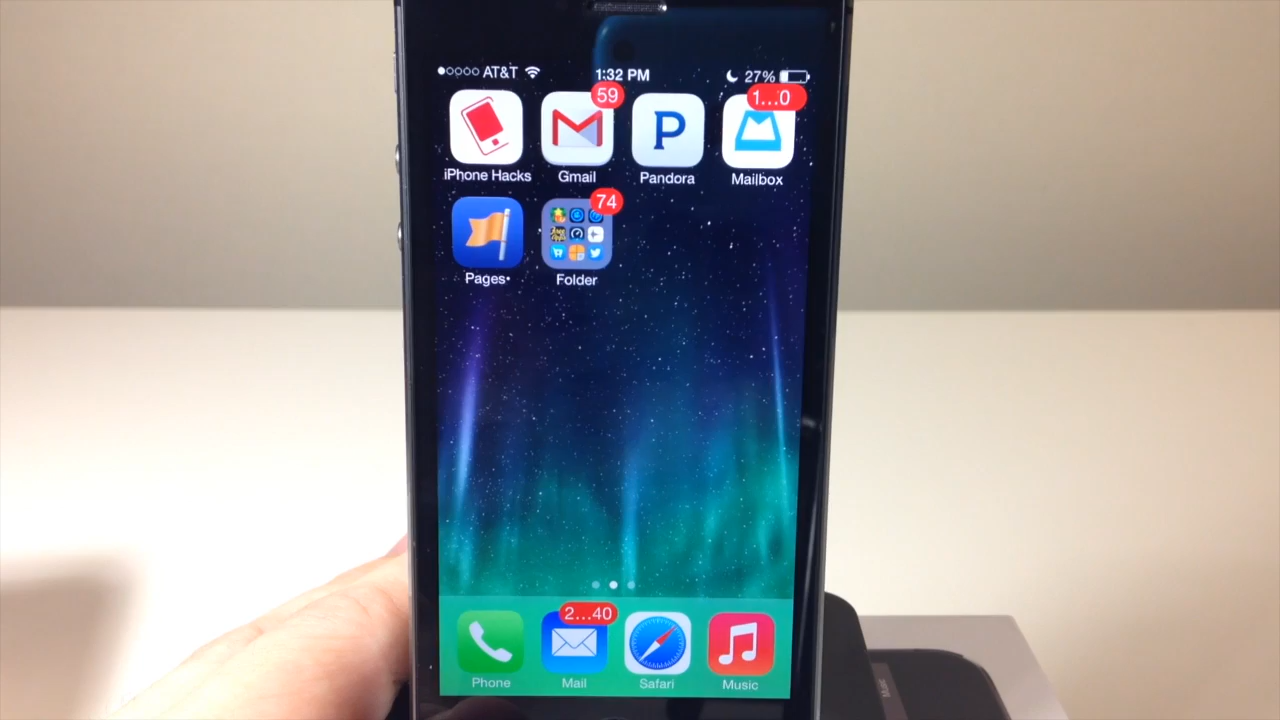 AT&T 1:32 PM 27%
59 1...0
P
iPhone Hacks Gmail Pandora Mailbox
74
Pages• Folder
2...40
Phone Mail Safari Music
Music